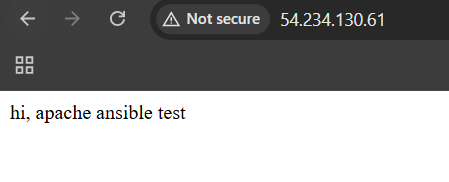 Not secure 54.234.130.61
hi, apache ansible test